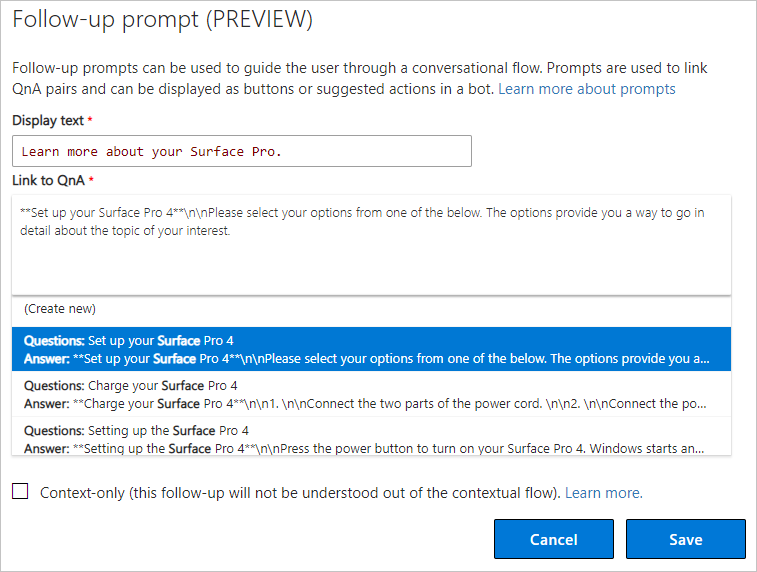 Follow-up prompt (PREVIEW)
Follow-up prompts can be used to guide the user through a conversational flow. Prompts are used to link
QnA pairs and can be displayed as buttons or suggested actions in a bot. Learn more about prompts
Display text *
Learn more about your Surface Pro.
Link to QnA *
**Set up your Surface Pro 4**\n\nPlease select your options from one of the below. The options provide you a way to go in
detail about the topic of your interest.
(Create new)
Questions: Set up your Surface Pro 4
Answer: **Set up your Surface Pro 4**\n\nPlease select your options from one of the below. The options provide you a...
Questions: Charge your Surface Pro 4
Answer: **Charge your Surface Pro 4**\n\n1. \n\nConnect the two parts of the power cord. \n\n2. \n\nConnect the po...
Questions: Setting up the Surface Pro 4
Answer: **Setting up the Surface Pro 4**\n\nPress the power button to turn on your Surface Pro 4. Windows starts an...
Context-only (this follow-up will not be understood out of the contextual flow). Learn more.
Cancel
Save